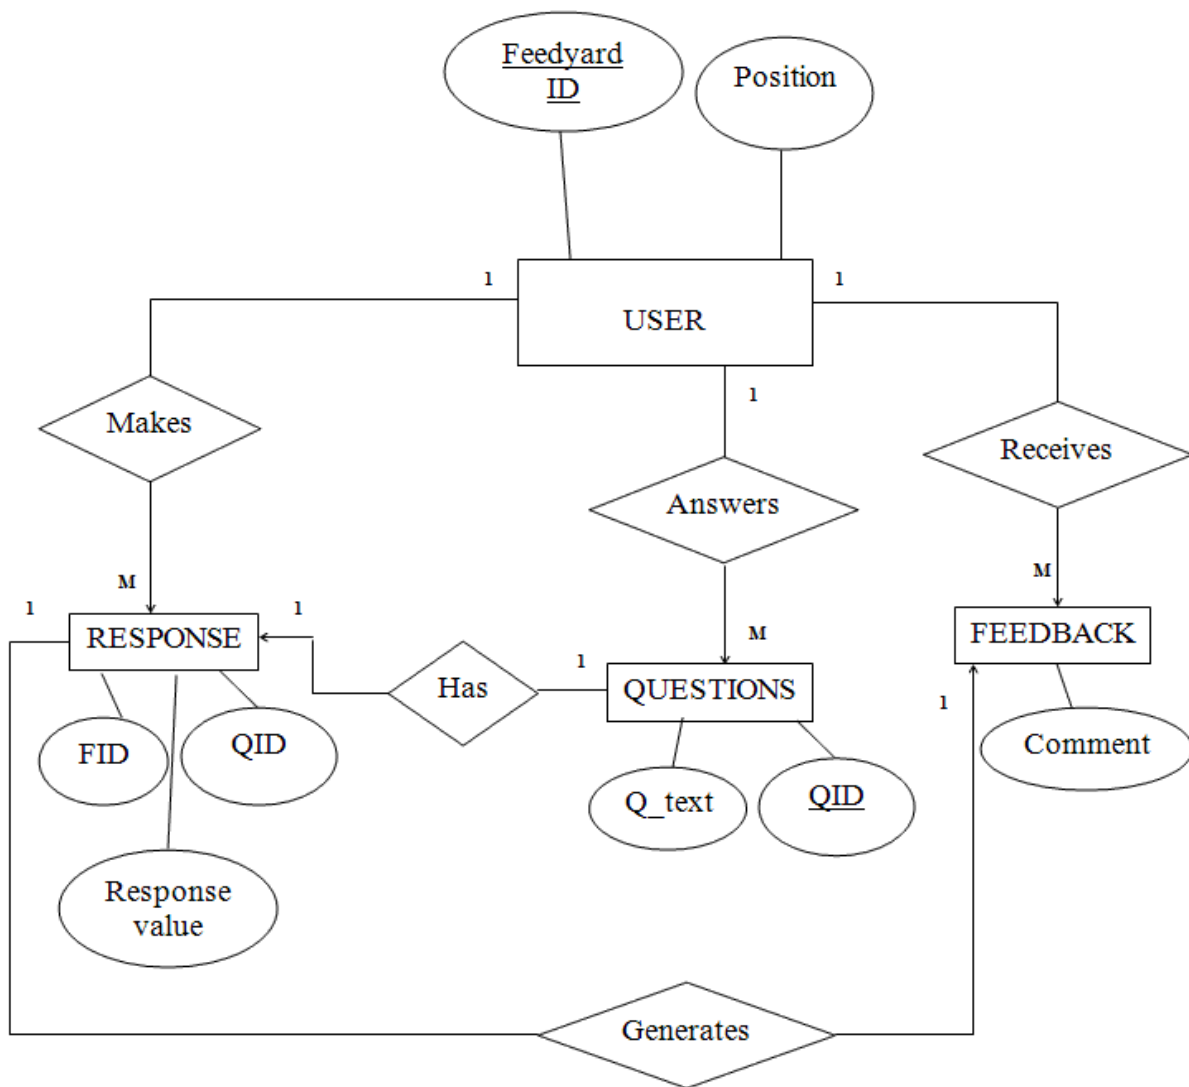 Feedyard
ID
Position
1
1
USER
1
Makes
Receives
Answers
M
M
1
1
RESPONSE
FEEDBACK
M
1
Has
QUESTIONS
1
FID
QID
Comment
Q_text
QID
Response
value
Generates